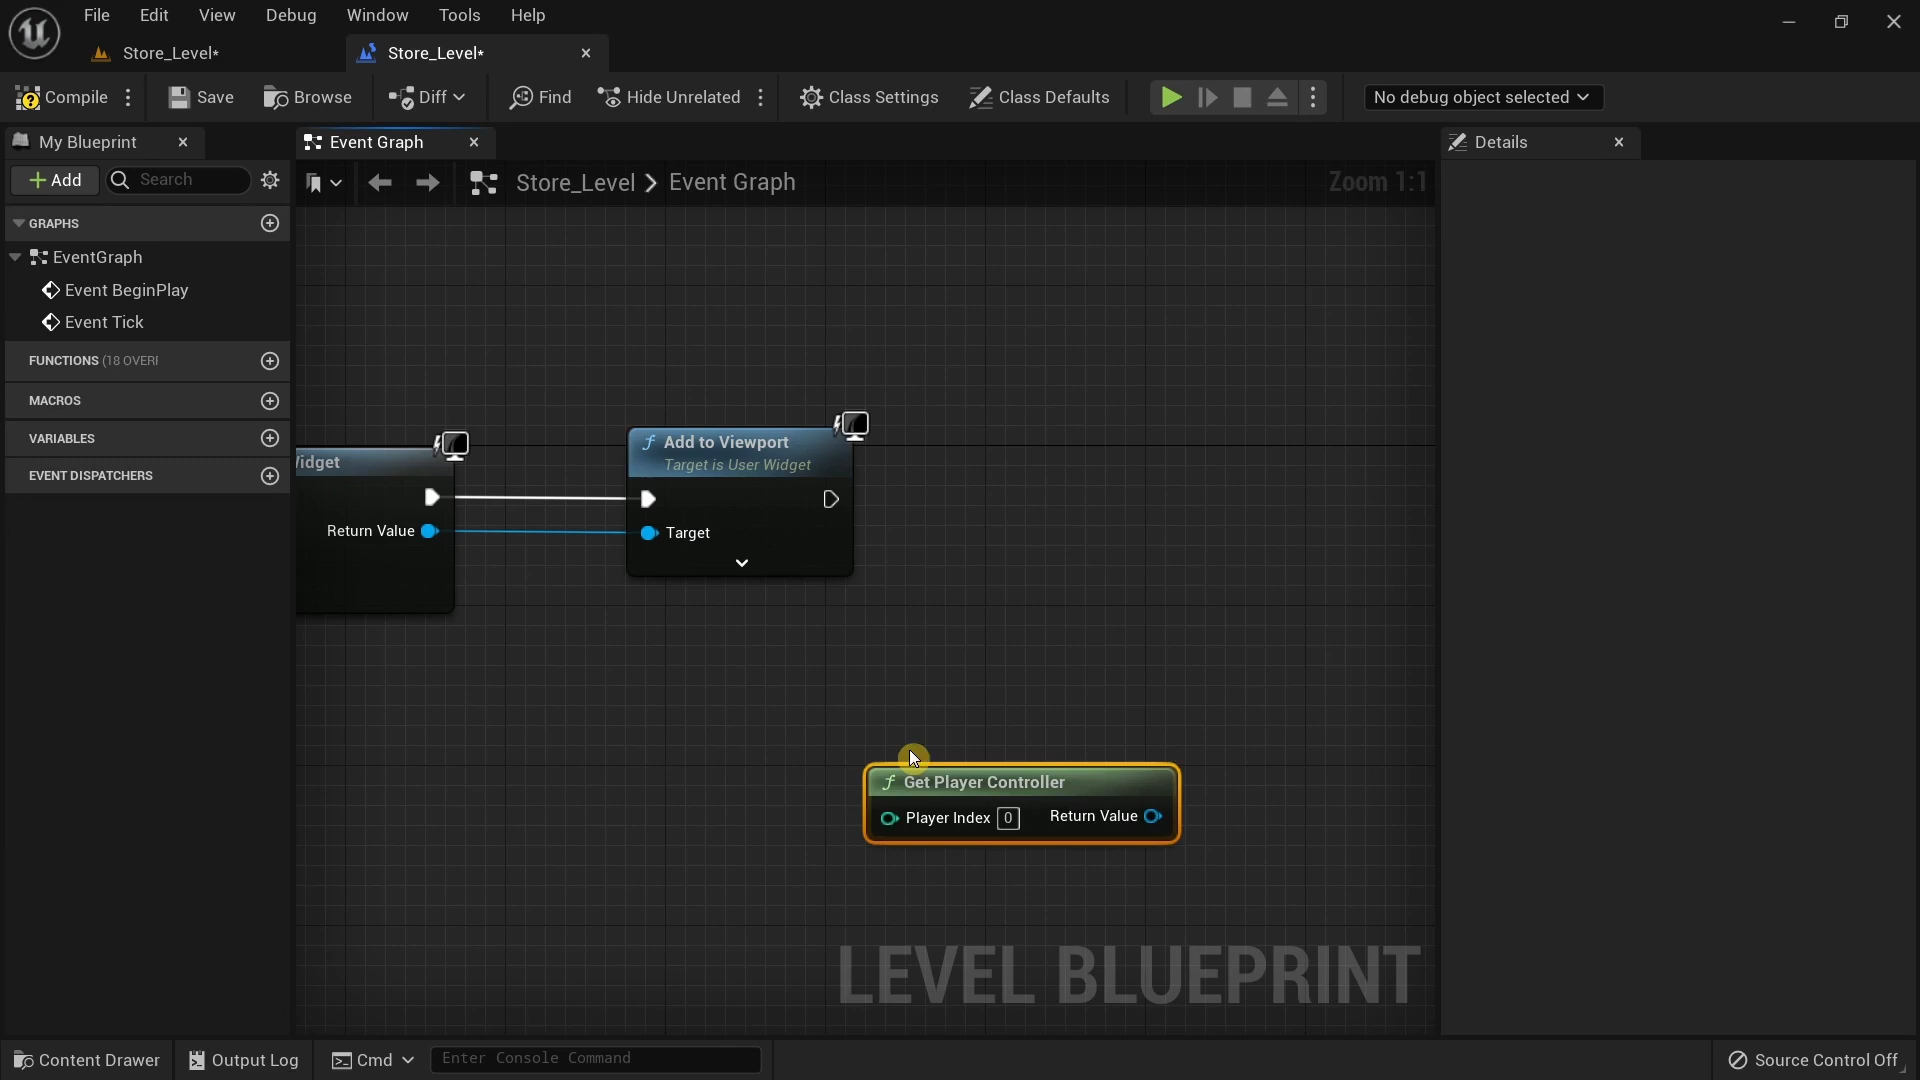 File Edit View Debug Window Tools Help
Store_Level* Store_Level*
Compile Save Browse Diff Find Hide Unrelated Class Settings Class Defaults No debug object selected
My Blueprint Event Graph Details
Add Search Store_Level Event Graph Zoom 1:1
GRAPHS
EventGraph
Event BeginPlay
Event Tick
FUNCTIONS (18 OVERI
MACROS
VARIABLES
EVENT DISPATCHERS
Add to Viewport
Target is User Widget
Return Value Target
f Get Player Controller
Player Index 0 Return Value
LEVEL BLUEPRINT
Content Drawer Output Log Cmd Enter Console Command Source Control Off